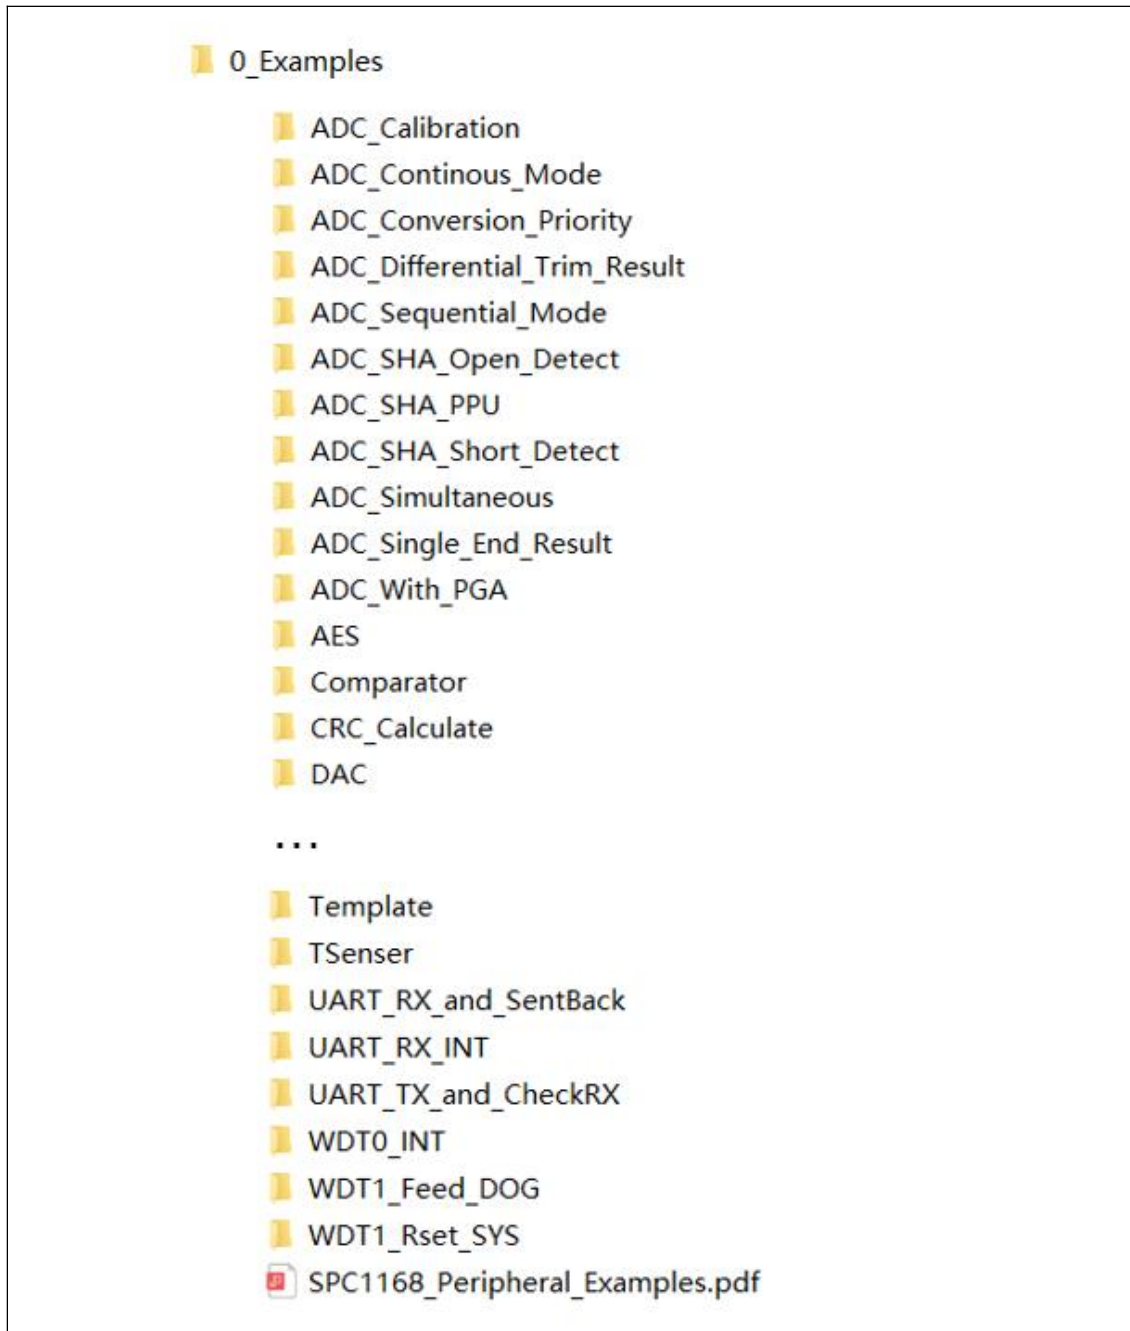 0_Examples
ADC_Calibration
ADC_Continous_Mode
ADC_Conversion_Priority
ADC_Differential_Trim_Result
ADC_Sequential_Mode
ADC_SHA_Open_Detect
ADC_SHA_PPU
ADC_SHA_Short_Detect
ADC_Simultaneous
ADC_Single_End_Result
ADC_With_PGA
AES
Comparator
CRC_Calculate
DAC
...
Template
TSenser
UART_RX_and_SentBack
UART_RX_INT
UART_TX_and_CheckRX
WDT0_INT
WDT1_Feed_DOG
WDT1_Rset_SYS
SPC1168_Peripheral_Examples.pdf